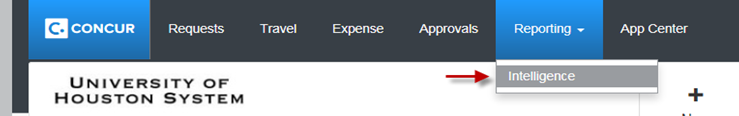 C. CONCUR Requests Travel Expense Approvals Reporting App Center
Intelligence
UNIVERSITY OF
HOUSTON SYSTEM
+